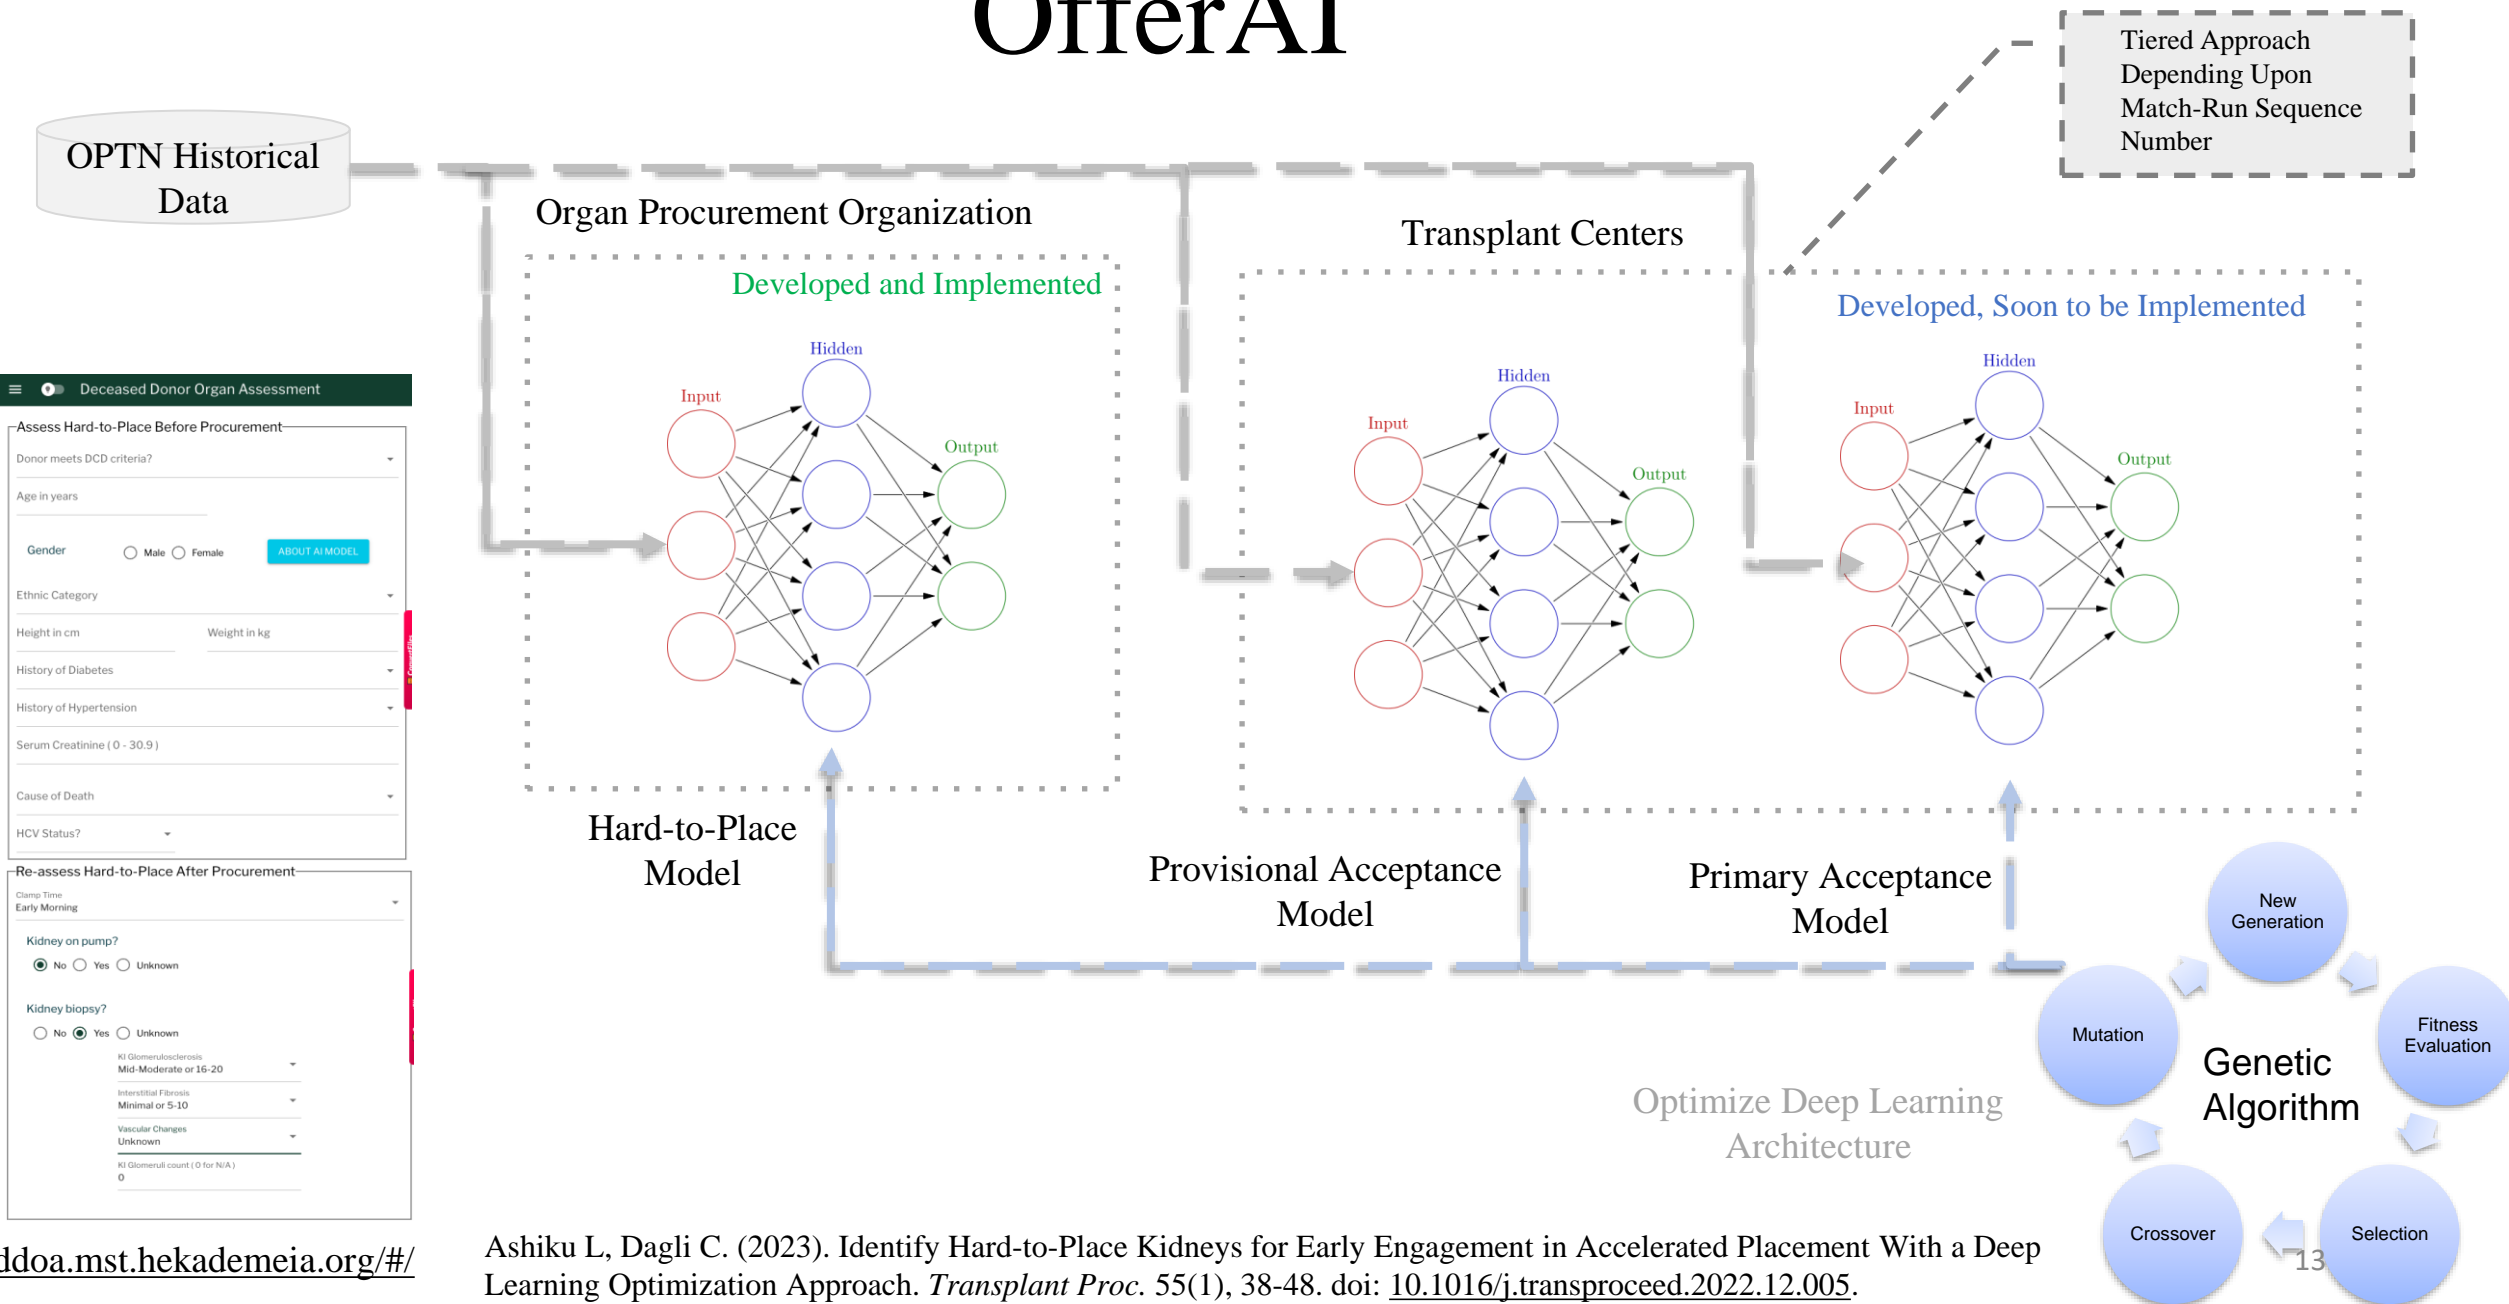 OfferAI
Tiered Approach
Depending Upon
Match-Run Sequence
Number
OPTN Historical
Data
Organ Procurement Organization
Transplant Centers
Developed and Implemented
Developed, Soon to be Implemented
Input
Hidden
Output
Input
Hidden
Output
Input
Hidden
Output
Deceased Donor Organ Assessment
Assess Hard-to-Place Before Procurement
Donor meets DCD criteria?
Age in years
Gender
Male
Female
ABOUT AI MODEL
Ethnic Category
Height in cm
Weight in kg
History of Diabetes
History of Hypertension
Serum Creatinine ( 0 - 30.9 )
Cause of Death
HCV Status?
Re-assess Hard-to-Place After Procurement
Clamp Time
Early Morning
Kidney on pump?
No
Yes
Unknown
Kidney biopsy?
No
Yes
Unknown
KI Glomerulosclerosis
Mid-Moderate or 16-20
Interstitial Fibrosis
Minimal or 5-10
Vascular Changes
Unknown
KI Glomeruli count ( 0 for N/A )
0
Hard-to-Place
Model
Provisional Acceptance
Model
Primary Acceptance
Model
New
Generation
Fitness
Evaluation
Selection
Crossover
Mutation
Genetic
Algorithm
Optimize Deep Learning
Architecture
ddoa.mst.hekademeia.org/#/
Ashiku L, Dagli C. (2023). Identify Hard-to-Place Kidneys for Early Engagement in Accelerated Placement With a Deep
Learning Optimization Approach. Transplant Proc. 55(1), 38-48. doi: 10.1016/j.transproceed.2022.12.005.
13